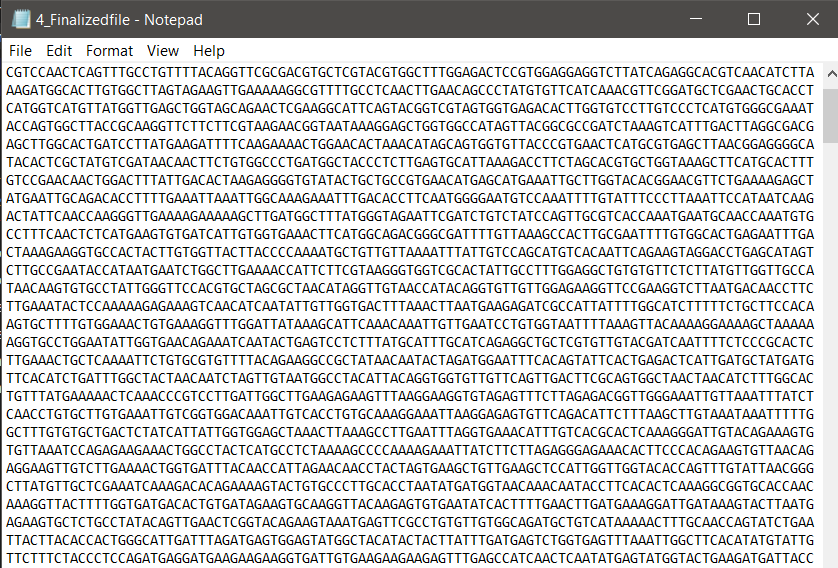 4_Finalizedfile - Notepad
File Edit Format View Help
CGTCCAACTCAGTTTGCCTGTTTTACAGGTTCGCGACGTGCTCGTACGTGGCTTTGGAGACTCCGTGGAGGAGGTCTTATCAGAGGCACGTCAACATCTTA
AAGATGGCACTTGTGGCTTAGTAGAAGTTGAAAAAGGCGTTTTGCCTCAACTTGAACAGCCCTATGTGTTCATCAAACGTTCGGATGCTCGAACTGCACCT
CATGGTCATGTTATGGTTGAGCTGGTAGCAGAACTCGAAGGCATTCAGTACGGTCGTAGTGGTGAGACACTTGGTGTCCTTGTCCCTCATGTGGGCGAAAT
ACCAGTGGCTTACCGCAAGGTTCTTCTTCGTAAGAACGGTAATAAAGGAGCTGGTGGCCATAGTTACGGCGCCGATCTAAAGTCATTTGACTTAGGCGACG
AGCTTGGCACTGATCCTTATGAAGATTTTCAAGAAAACTGGAACACTAAACATAGCAGTGGTGTTACCCGTGAACTCATGCGTGAGCTTAACGGAGGGGCA
TACACTCGCTATGTCGATAACAACTTCTGTGGCCCTGATGGCTACCCTCTTGAGTGCATTAAAGACCTTCTAGCACGTGCTGGTAAAGCTTCATGCACTTT
GTCCGAACAACTGGACTTTATTGACACTAAGAGGGGTGTATACTGCTGCCGTGAACATGAGCATGAAATTGCTTGGTACACGGAACGTTCTGAAAAGAGCT
ATGAATTGCAGACACCTTTTGAAATTAAATTGGCAAAGAAATTTGACACCTTCAATGGGGAATGTCCAAATTTTGTATTTCCCTTAAATTCCATAATCAAG
ACTATTCAACCAAGGGTTGAAAAGAAAAAGCTTGATGGCTTTATGGGTAGAATTCGATCTGTCTATCCAGTTGCGTCACCAAATGAATGCAACCAAATGTG
CCTTTCAACTCTCATGAAGTGTGATCATTGTGGTGAAACTTCATGGCAGACGGGCGATTTTGTTAAAGCCACTTGCGAATTTTGTGGCACTGAGAATTTGA
CTAAAGAAGGTGCCACTACTTGTGGTTACTTACCCCAAAATGCTGTTGTTAAAATTTATTGTCCAGCATGTCACAATTCAGAAGTAGGACCTGAGCATAGT
CTTGCCGAATACCATAATGAATCTGGCTTGAAAACCATTCTTCGTAAGGGTGGTCGCACTATTGCCTTTGGAGGCTGTGTGTTCTCTTATGTTGGTTGCCA
TAACAAGTGTGCCTATTGGGTTCCACGTGCTAGCGCTAACATAGGTTGTAACCATACAGGTGTTGTTGGAGAAGGTTCCGAAGGTCTTAATGACAACCTTC
TTGAAATACTCCAAAAAGAGAAAGTCAACATCAATATTGTTGGTGACTTTAAACTTAATGAAGAGATCGCCATTATTTTGGCATCTTTTTCTGCTTCCACA
AGTGCTTTTGTGGAAACTGTGAAAGGTTTGGATTATAAAGCATTCAAACAAATTGTTGAATCCTGTGGTAATTTTAAAGTTACAAAAGGAAAAGCTAAAAA
AGGTGCCTGGAATATTGGTGAACAGAAATCAATACTGAGTCCTCTTTATGCATTTGCATCAGAGGCTGCTCGTGTTGTACGATCAATTTTCTCCCGCACTC
TTGAAACTGCTCAAAATTCTGTGCGTGTTTTACAGAAGGCCGCTATAACAATACTAGATGGAATTTCACAGTATTCACTGAGACTCATTGATGCTATGATG
TTCACATCTGATTTGGCTACTAACAATCTAGTTGTAATGGCCTACATTACAGGTGGTGTTGTTCAGTTGACTTCGCAGTGGCTAACTAACATCTTTGGCAC
TGTTTATGAAAAACTCAAACCCGTCCTTGATTGGCTTGAAGAGAAGTTTAAGGAAGGTGTAGAGTTTCTTAGAGACGGTTGGGAAATTGTTAAATTTATCT
CAACCTGTGCTTGTGAAATTGTCGGTGGACAAATTGTCACCTGTGCAAAGGAAATTAAGGAGAGTGTTCAGACATTCTTTAAGCTTGTAAATAAATTTTTG
GCTTTGTGTGCTGACTCTATCATTATTGGTGGAGCTAAACTTAAAGCCTTGAATTTAGGTGAAACATTTGTCACGCACTCAAAGGGATTGTACAGAAAGTG
TGTTAAATCCAGAGAAGAAACTGGCCTACTCATGCCTCTAAAAGCCCCAAAAGAAATTATCTTCTTAGAGGGAGAAACACTTCCCACAGAAGTGTTAACAG
AGGAAGTTGTCTTGAAAACTGGTGATTTACAACCATTAGAACAACCTACTAGTGAAGCTGTTGAAGCTCCATTGGTTGGTACACCAGTTTGTATTAACGGG
CTTATGTTGCTCGAAATCAAAGACACAGAAAAGTACTGTGCCCTTGCACCTAATATGATGGTAACAAACAATACCTTCACACTCAAAGGCGGTGCACCAAC
AAAGGTTACTTTTGGTGATGACACTGTGATAGAAGTGCAAGGTTACAAGAGTGTGAATATCACTTTTGAACTTGATGAAAGGATTGATAAAGTACTTAATG
AGAAGTGCTCTGCCTATACAGTTGAACTCGGTACAGAAGTAAATGAGTTCGCCTGTGTTGTGGCAGATGCTGTCATAAAAACTTTGCAACCAGTATCTGAA
TTACTTACACCACTGGGCATTGATTTAGATGAGTGGAGTATGGCTACATACTACTTATTTGATGAGTCTGGTGAGTTTAAATTGGCTTCACATATGTATTG
TTCTTTCTACCCTCCAGATGAGGATGAAGAAGAAGGTGATTGTGAAGAAGAAGAGTTTGAGCCATCAACTCAATATGAGTATGGTACTGAAGATGATTACC